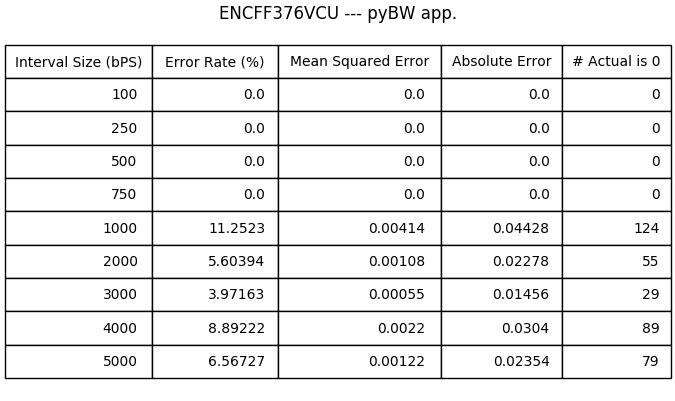 ENCFF376VCU --- pyBW app.
Interval Size (bPS) Error Rate (%) Mean Squared Error Absolute Error # Actual is 0
100 0.0 0.0 0.0 0
250 0.0 0.0 0.0 0
500 0.0 0.0 0.0 0
750 0.0 0.0 0.0 0
1000 11.2523 0.00414 0.04428 124
2000 5.60394 0.00108 0.02278 55
3000 3.97163 0.00055 0.01456 29
4000 8.89222 0.0022 0.0304 89
5000 6.56727 0.00122 0.02354 79